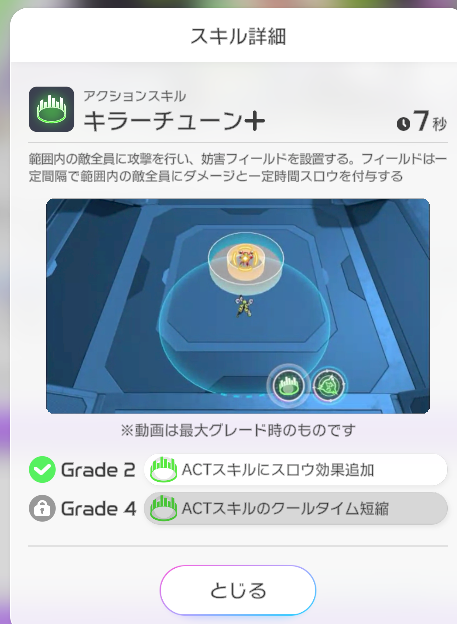 スキル詳細
アクションスキル
キラーチューン+
7秒
範囲内の敵全員に攻撃を行い、妨害フィールドを設置する。フィールドは一
定間隔で範囲内の敵全員にダメージと一定時間スロウを付与する
※動画は最大グレード時のものです
Grade 2 ACTスキルにスロウ効果追加
Grade 4 ACTスキルのクールタイム短縮
とじる